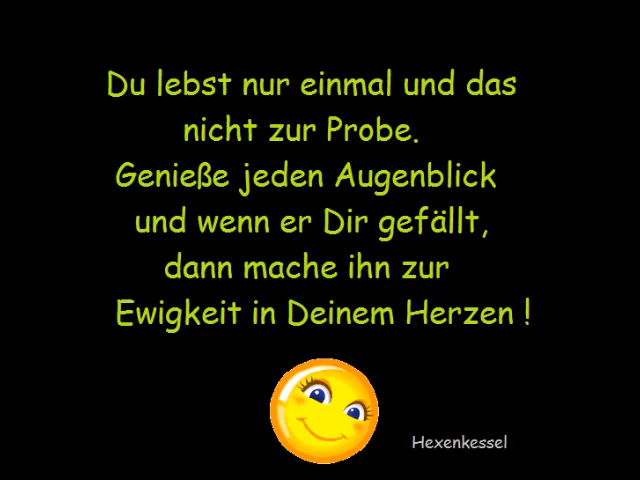 Du lebst nur einmal und das
nicht zur Probe.
Genieße jeden Augenblick
und wenn er Dir gefällt,
dann mache ihn zur
Ewigkeit in Deinem Herzen !
Hexenkessel